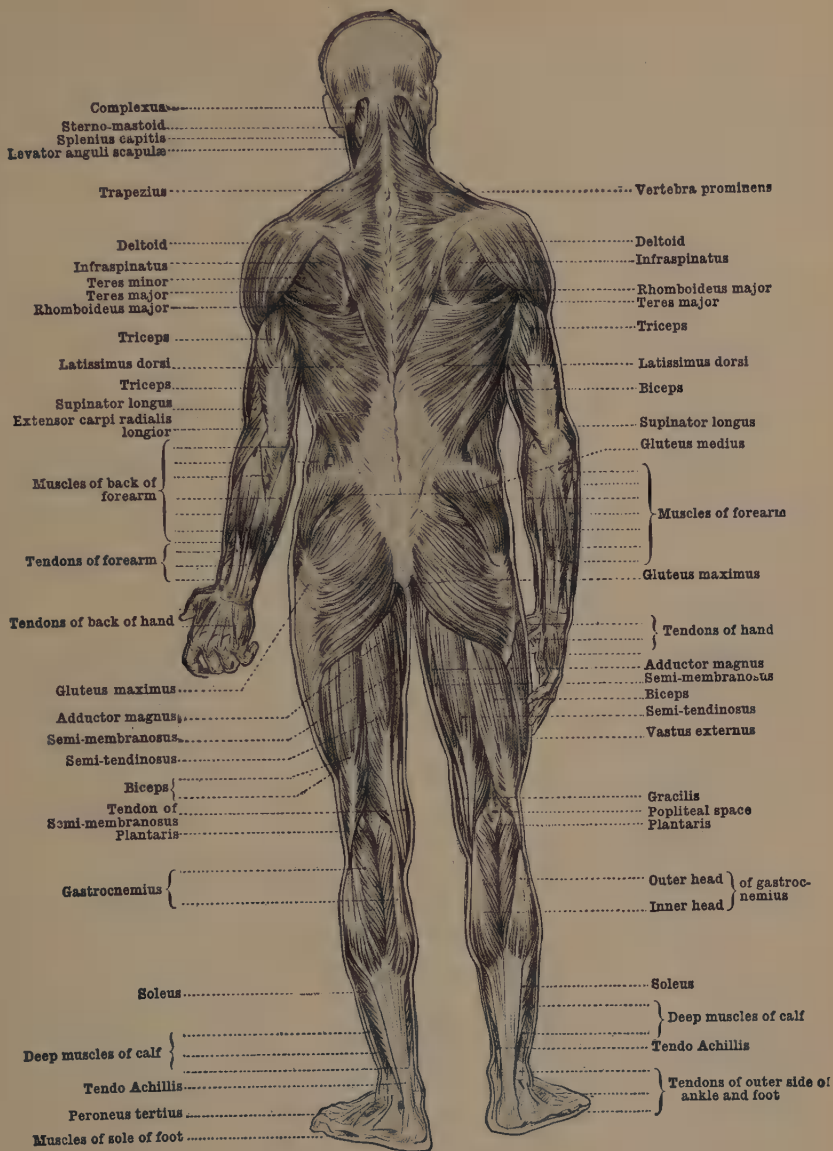 Complexus
Sterno-mastoid
Splenius capitis
Levator anguli scapulæ
Trapezius
Deltoid
Infraspinatus
Teres minor
Teres major
Rhomboideus major
Triceps
Latissimus dorsi
Triceps
Supinator longus
Extensor carpi radialis
longior
Muscles of back of
forearm
Tendons of forearm
Tendons of back of hand
Gluteus maximus
Adductor magnus
Semi-membranosus
Semi-tendinosus
Biceps
Tendon of
Semi-membranosus
Plantaris
Gastrocnemius
Soleus
Deep muscles of calf
Tendo Achillis
Peroneus tertius
Muscles of sole of foot
Vertebra prominens
Deltoid
Infraspinatus
Rhomboideus major
Teres major
Triceps
Latissimus dorsi
Biceps
Supinator longus
Gluteus medius
Muscles of forearm
Gluteus maximus
Tendons of hand
Adductor magnus
Semi-membranosus
Biceps
Semi-tendinosus
Vastus externus
Gracilis
Popliteal space
Plantaris
Outer head
Inner head
of gastroc-
nemius
Soleus
Deep muscles of calf
Tendo Achillis
Tendons of outer side of
ankle and foot